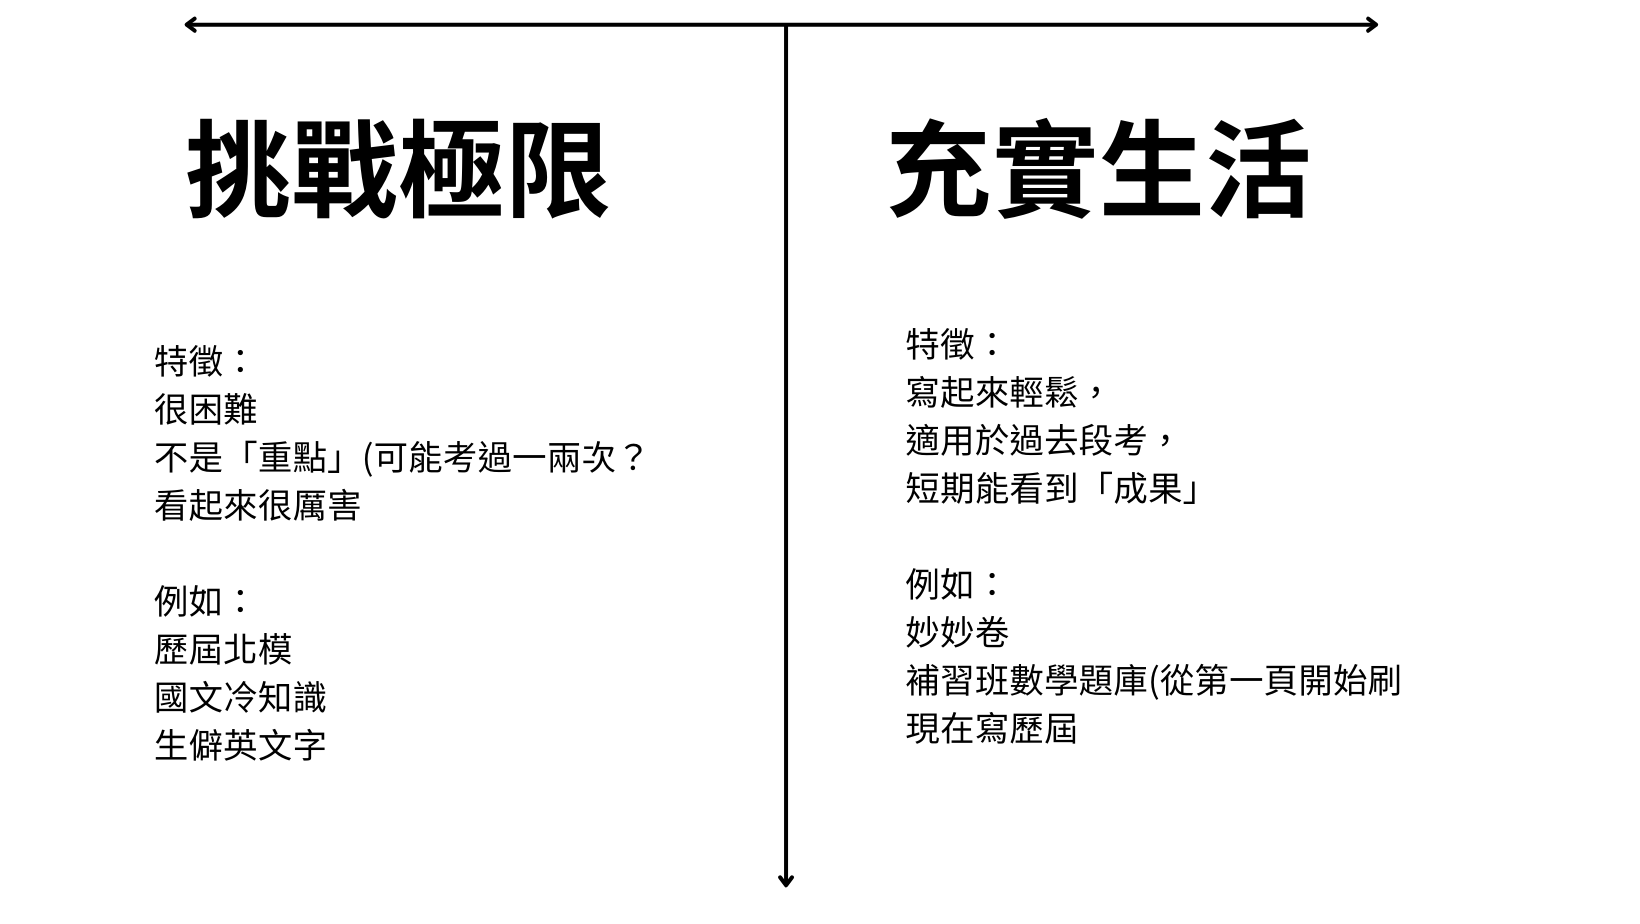 挑戰極限
特徵：
很困難
不是「重點」(可能考過一兩次？
看起來很厲害
例如：
歷屆北模
國文冷知識
生僻英文字
充實生活
特徵：
寫起來輕鬆，
適用於過去段考，
短期能看到「成果」
例如：
妙妙卷
補習班數學題庫(從第一頁開始刷
現在寫歷屆